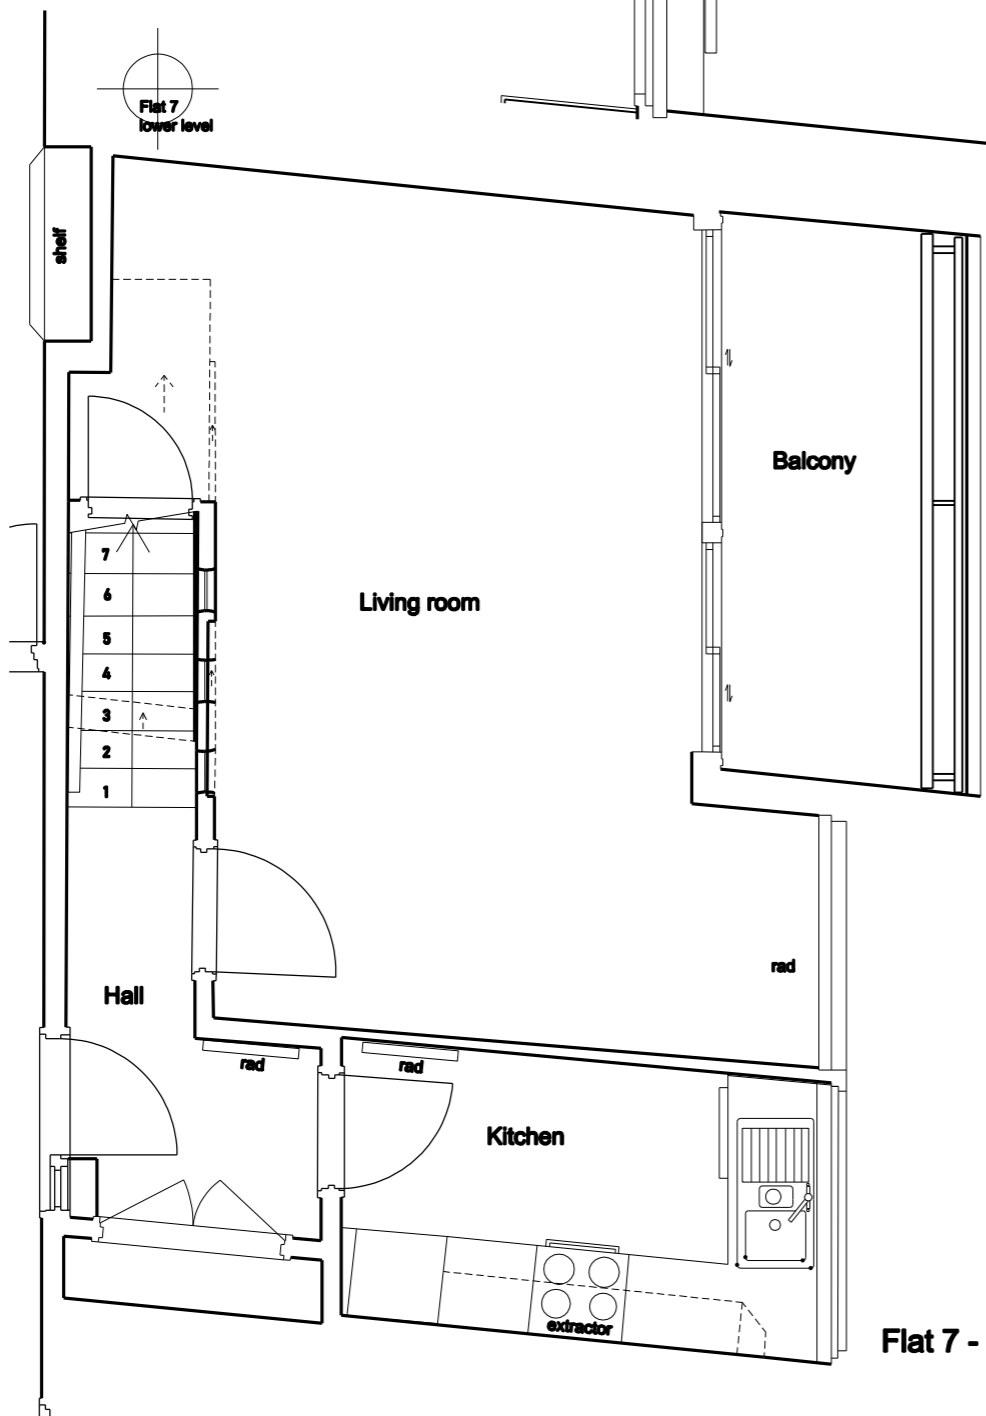 Flat 7
lower level
shelf
Balcony
Living room
7
6
5
4
3
2
1
rad
Hall
rad
rad
Kitchen
extractor
Flat 7 -